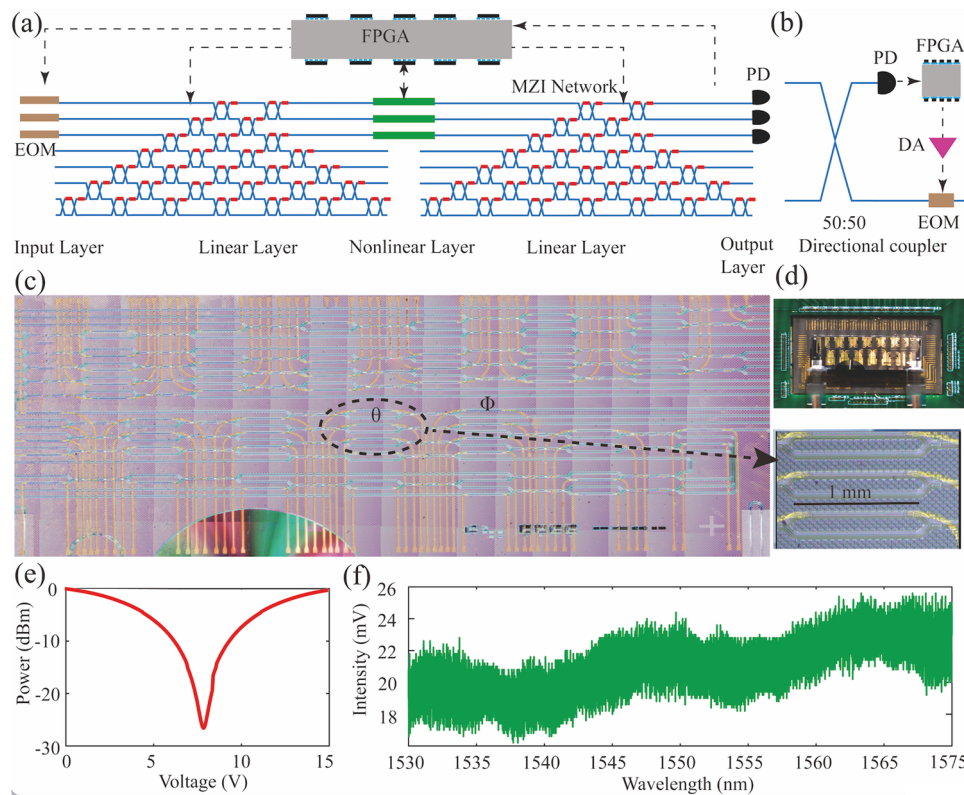 (a)
FPGA
MZI Network
PD
EOM
Input Layer
Linear Layer
Nonlinear Layer
Linear Layer
Output
Layer
(b)
PD
FPGA
DA
EOM
50:50
Directional coupler
(c)
θ
Φ
(d)
1 mm
(e)
Power (dBm)
0
-10
-20
-30
0 5 10 15
Voltage (V)
(f)
Intensity (mV)
26
24
22
20
18
1530 1535 1540 1545 1550 1555 1560 1565 1570 1575
Wavelength (nm)